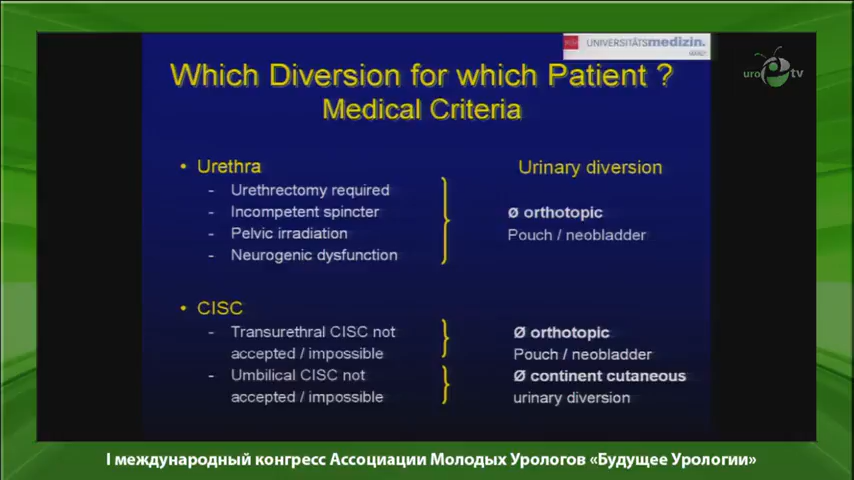 UNIVERSITÄTSmedizin.
uro tv
Which Diversion for which Patient ?
Medical Criteria
• Urethra
Urinary diversion
- Urethrectomy required
- Incompetent spincter
- Pelvic irradiation
- Neurogenic dysfunction
Ø orthotopic
Pouch / neobladder
• CISC
- Transurethral CISC not
accepted / impossible
Ø orthotopic
Pouch / neobladder
- Umbilical CISC not
accepted / impossible
Ø continent cutaneous
urinary diversion
I международный конгресс Ассоциации Молодых Урологов «Будущее Урологии»